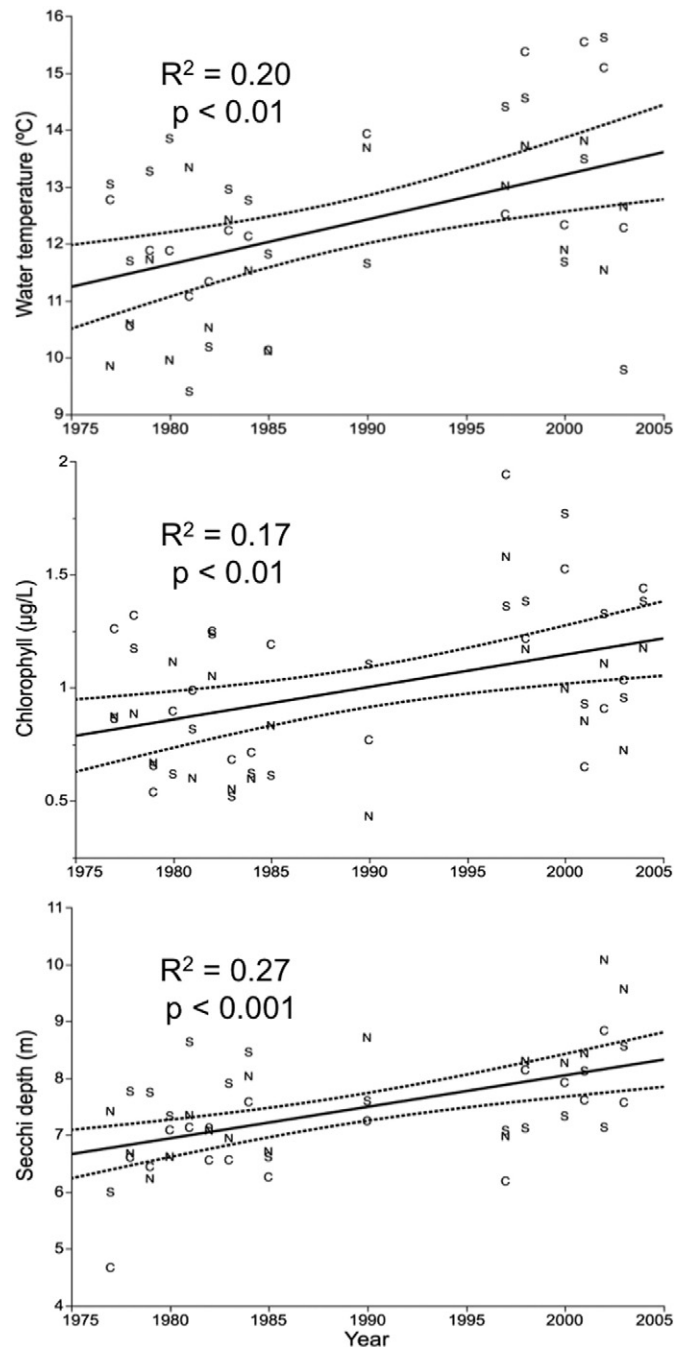 16
15
14
13
12
11
10
9
Water temperature (ºC)
R² = 0.20
p < 0.01
1975 1980 1985 1990 1995 2000 2005
2
1.5
1
0.5
Chlorophyll (µg/L)
R² = 0.17
p < 0.01
1975 1980 1985 1990 1995 2000 2005
11
10
9
8
7
6
5
4
Secchi depth (m)
R² = 0.27
p < 0.001
1975 1980 1985 1990 1995 2000 2005
Year